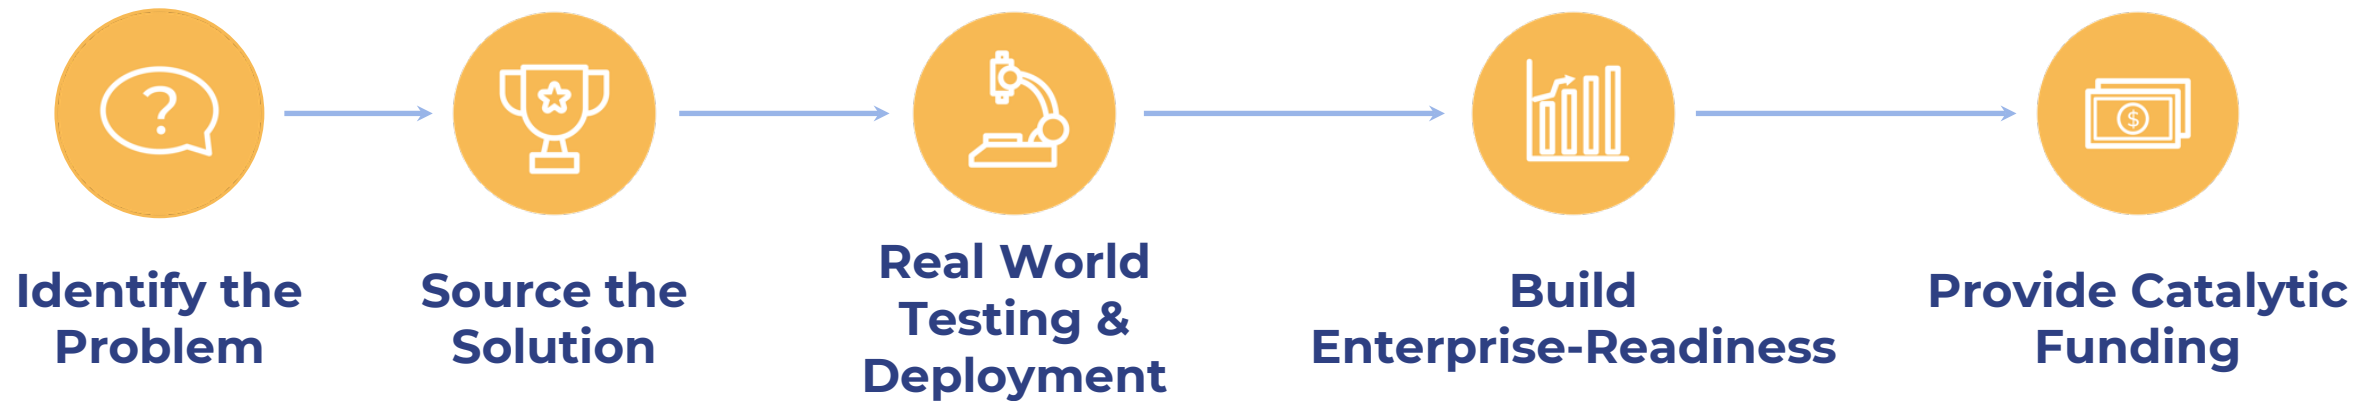 ?
$
Identify the
Problem
Source the
Solution
Real World
Testing &
Deployment
Build
Enterprise-Readiness
Provide Catalytic
Funding